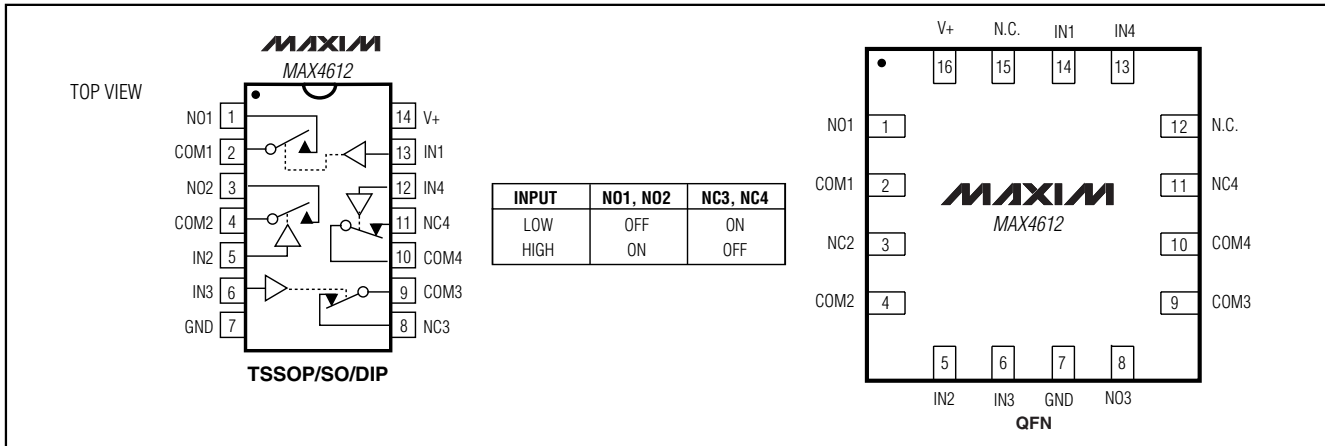 MAXIM
MAX4612
TOP VIEW
NO1 1
COM1 2
NO2 3
COM2 4
IN2 5
IN3 6
GND 7
14 V+
13 IN1
12 IN4
11 NC4
10 COM4
9 COM3
8 NC3
TSSOP/SO/DIP
INPUT NO1, NO2 NC3, NC4
LOW OFF ON
HIGH ON OFF
V+ N.C. IN1 IN4
16 15 14 13
NO1 1
COM1 2
NC2 3
COM2 4
12 N.C.
11 NC4
10 COM4
9 COM3
MAXIM
MAX4612
5 6 7 8
IN2 IN3 GND NO3
QFN